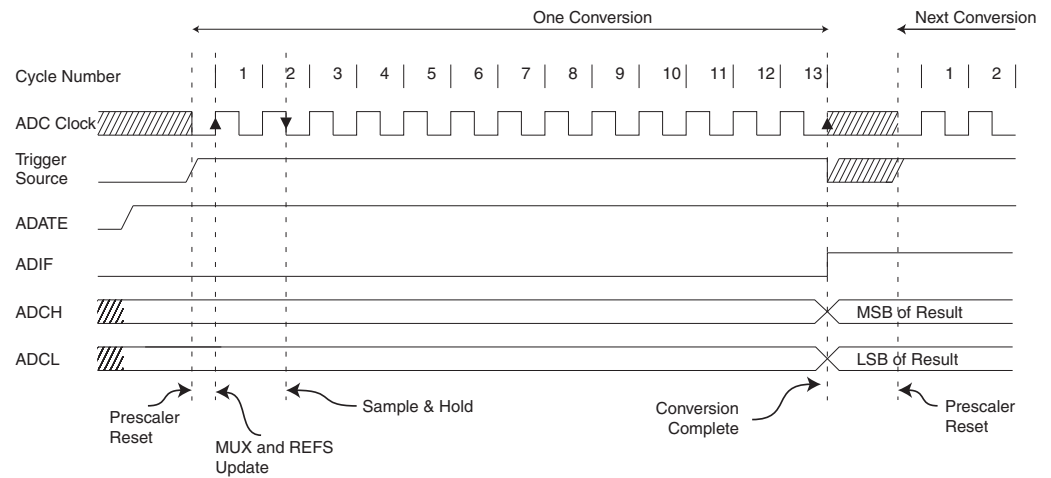 One Conversion
Next Conversion
Cycle Number 1 2 3 4 5 6 7 8 9 10 11 12 13 1 2
ADC Clock
Trigger
Source
ADATE
ADIF
ADCH
MSB of Result
ADCL
LSB of Result
Prescaler
Reset
MUX and REFS
Update
Sample & Hold
Conversion
Complete
Prescaler
Reset